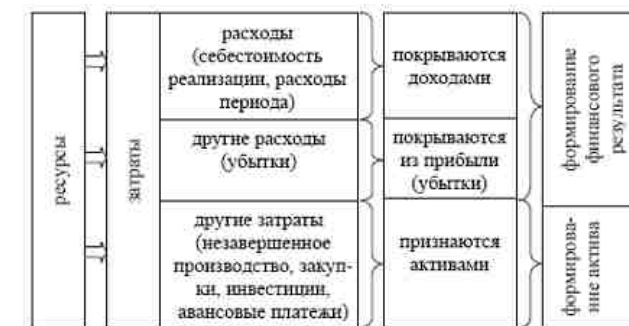 ресурсы
затраты
расходы
(себестоимость
реализации, расходы
периода)
покрываются
доходами
формирование
финансового
результата
другие расходы
(убытки)
покрываются
из прибыли
(убытки)
другие затраты
(незавершенное
производство, закуп-
ки, инвестиции,
авансовые платежи)
признаются
активами
формирова-
ние актива